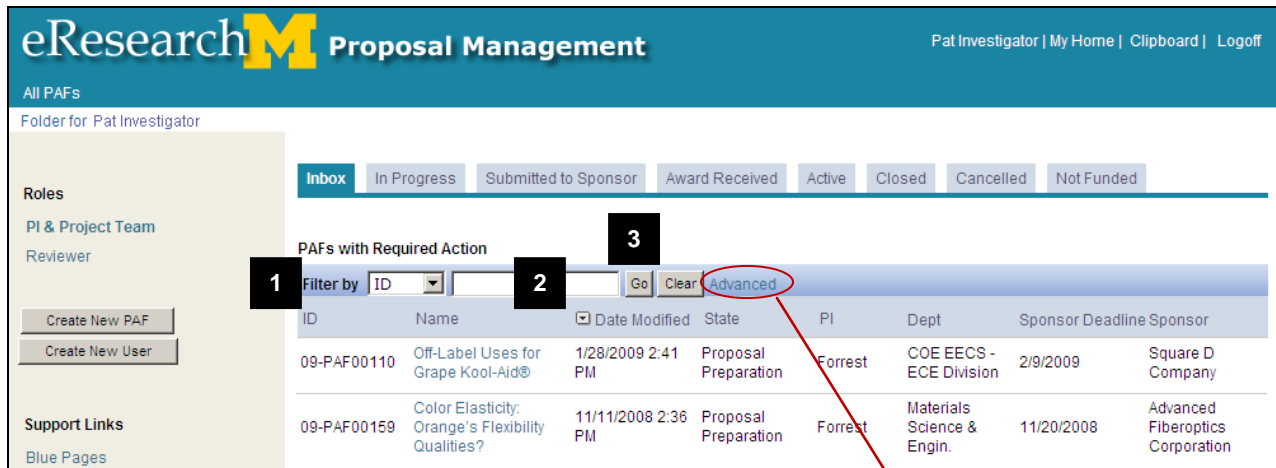 eResearch M Proposal Management
Pat Investigator | My Home | Clipboard | Logoff
All PAFs
Folder for Pat Investigator
Inbox In Progress Submitted to Sponsor Award Received Active Closed Cancelled Not Funded
Roles
PI & Project Team
Reviewer
Create New PAF
Create New User
Support Links
Blue Pages
PAFs with Required Action
3
1 Filter by ID 2 Go Clear Advanced
ID Name Date Modified State PI Dept Sponsor Deadline Sponsor
09-PAF00110 Off-Label Uses for 1/28/2009 2:41 Proposal Forrest COE EECS - 2/9/2009 Square D
Grape Kool-Aid® PM Preparation ECE Division Company
Color Elasticity: Materials Advanced
09-PAF00159 Orange's Flexibility 11/11/2008 2:36 Proposal Forrest Science & 11/20/2008 Fiberoptics
Qualities? PM Preparation Engin. Corporation